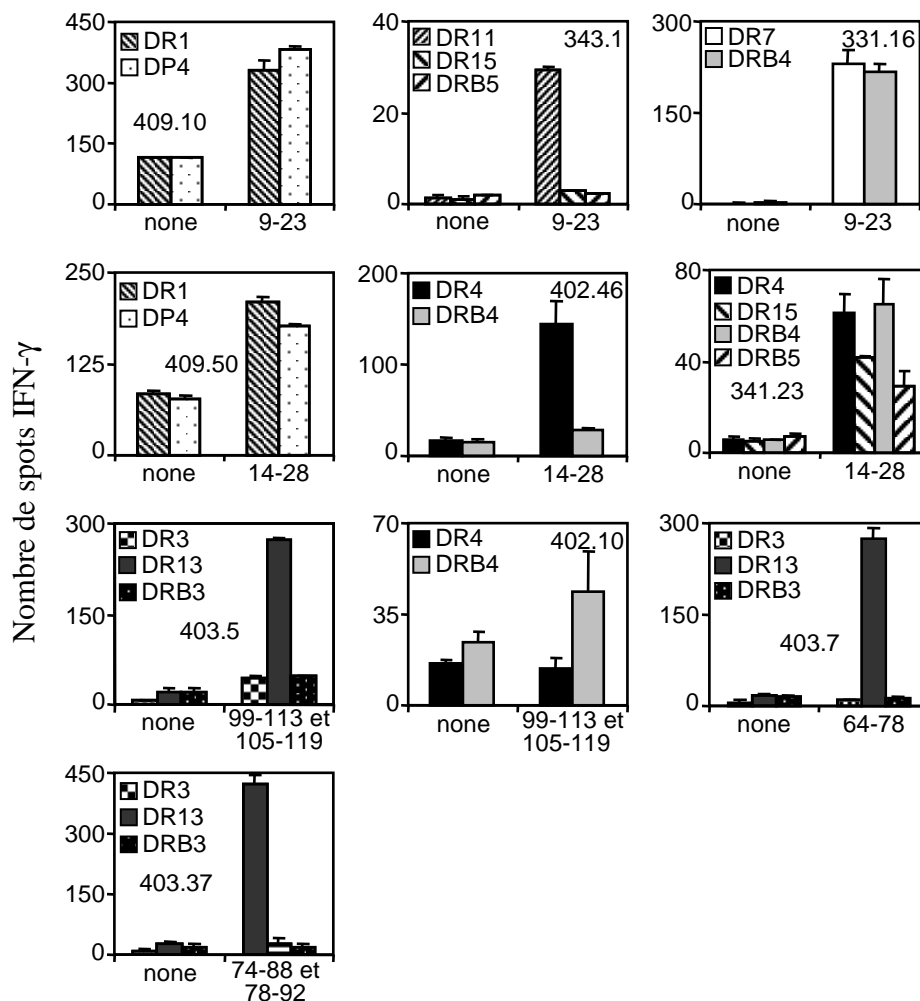 Nombre de spots IFN-γ
450
300
150
0
DR1
DP4
409.10
none
9-23
40
20
0
DR11
DR15
DRB5
343.1
none
9-23
300
150
0
DR7
DRB4
331.16
none
9-23
250
125
0
DR1
DP4
409.50
none
14-28
200
100
0
DR4
DRB4
402.46
none
14-28
80
40
0
DR4
DR15
DRB4
DRB5
341.23
none
14-28
300
150
0
DR3
DR13
DRB3
403.5
none
99-113 et
105-119
70
35
0
DR4
DRB4
402.10
none
99-113 et
105-119
300
150
0
DR3
DR13
DRB3
403.7
none
64-78
450
300
150
0
DR3
DR13
DRB3
403.37
none
74-88 et
78-92